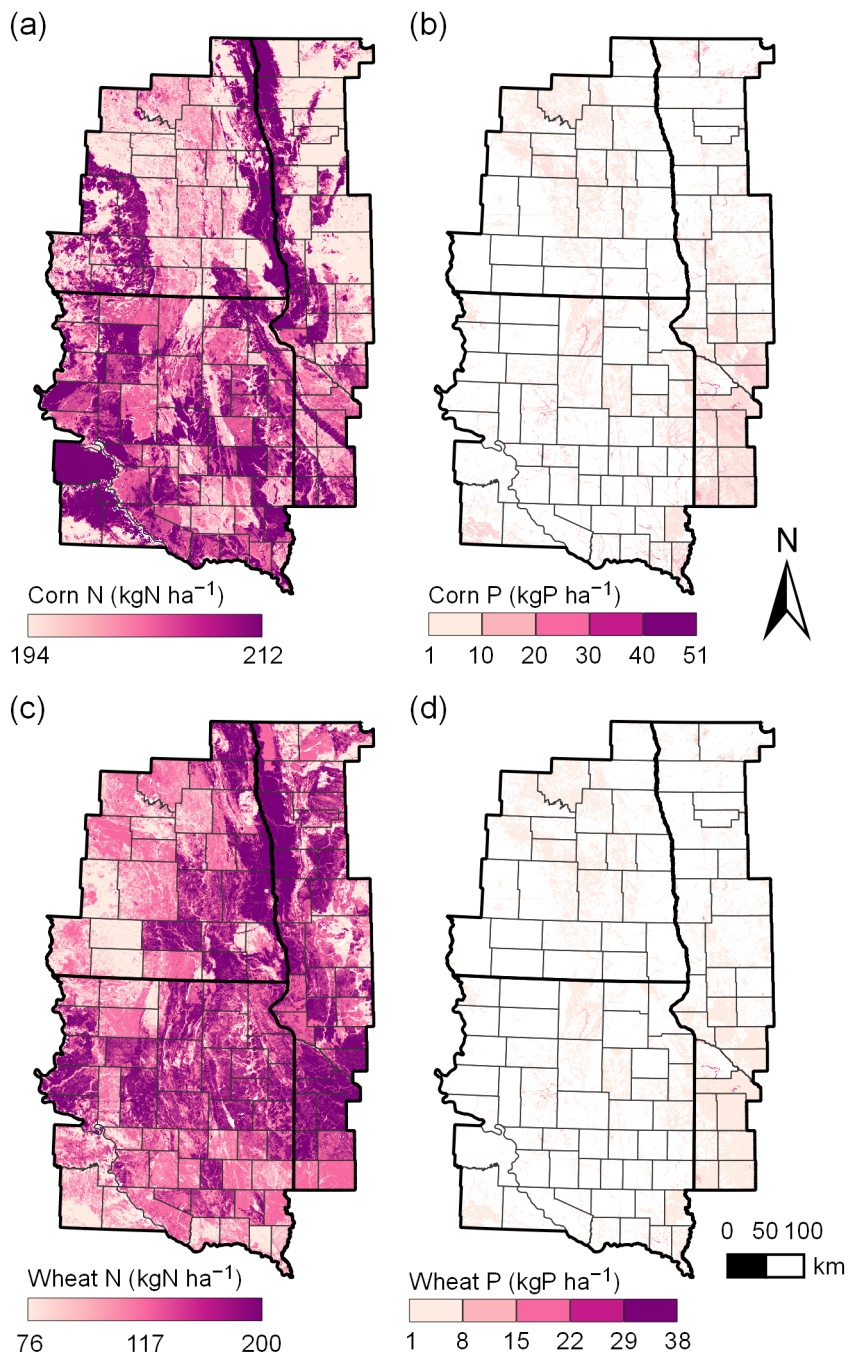 (a)
(b)
Corn N (kgN ha⁻¹)
194 212
Corn P (kgP ha⁻¹)
1 10 20 30 40 51
N
(c)
(d)
Wheat N (kgN ha⁻¹)
76 117 200
Wheat P (kgP ha⁻¹)
1 8 15 22 29 38
0 50 100
km